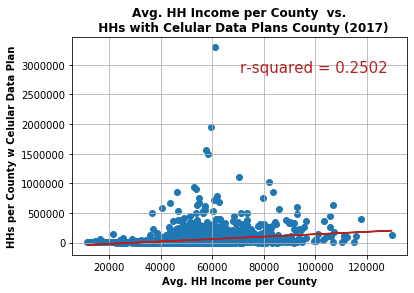 Avg. HH Income per County vs.
HHs with Celular Data Plans County (2017)
HHs per County w Celular Data Plan
3000000
2500000
2000000
1500000
1000000
500000
0
r-squared = 0.2502
20000 40000 60000 80000 100000 120000
Avg. HH Income per County